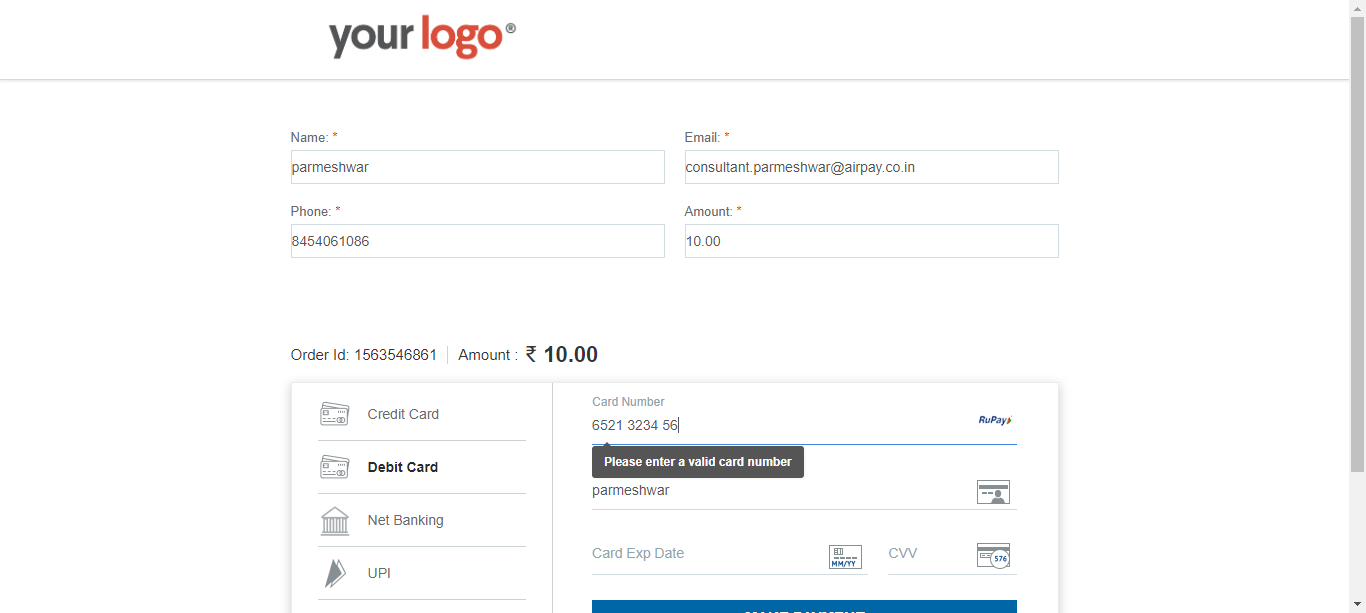 your logo®
Name: *
Email: *
parmeshwar
consultant.parmeshwar@airpay.co.in
Phone: *
Amount: *
8454061086
10.00
Order Id: 1563546861 Amount : ₹ 10.00
Credit Card
Debit Card
Net Banking
UPI
Card Number
6521 3234 56
RuPay
Please enter a valid card number
parmeshwar
Card Exp Date
MM/YY
CVV
576
MAKE PAYMENT